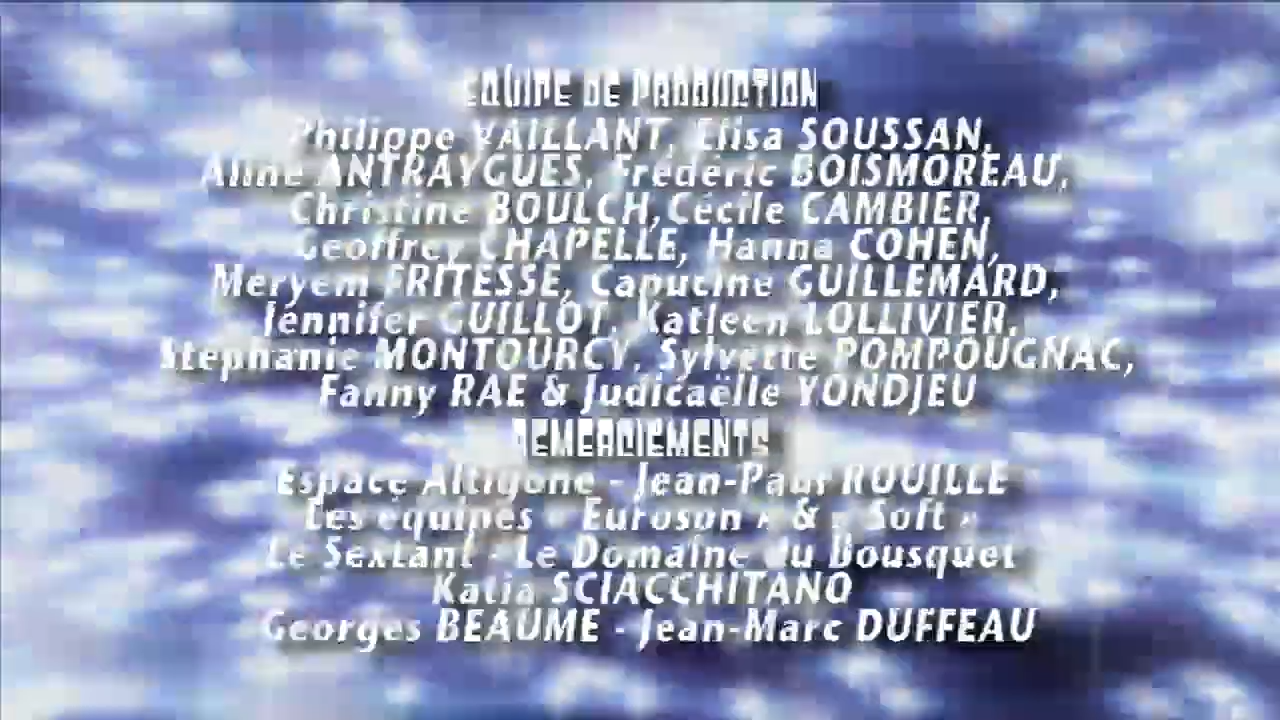 EQUIPE DE PRODUCTION
Philippe VAILLANT, Elisa SOUSSAN,
Aline ANTRAYGUES, Frédéric BOISMOREAU,
Christine BOULCH, Cécile CAMBIER,
Geoffrey CHAPELLE, Hanna COHEN,
Meryem FRITESSE, Capucine GUILLEMARD,
Jennifer GUILLOT, Katleen LOLLIVIER,
Stéphanie MONTOURCY, Sylvette POMPOUGNAC,
Fanny RAE & Judicaëlle YONDJEU
REMERCIEMENTS
Espace Altigone - Jean-Paul ROUILLE
Les équipes « Euroson » & « Soft »
Le Sextant - Le Domaine du Bousquet
Katia SCIACCHITANO
Georges BEAUME - Jean-Marc DUFFEAU